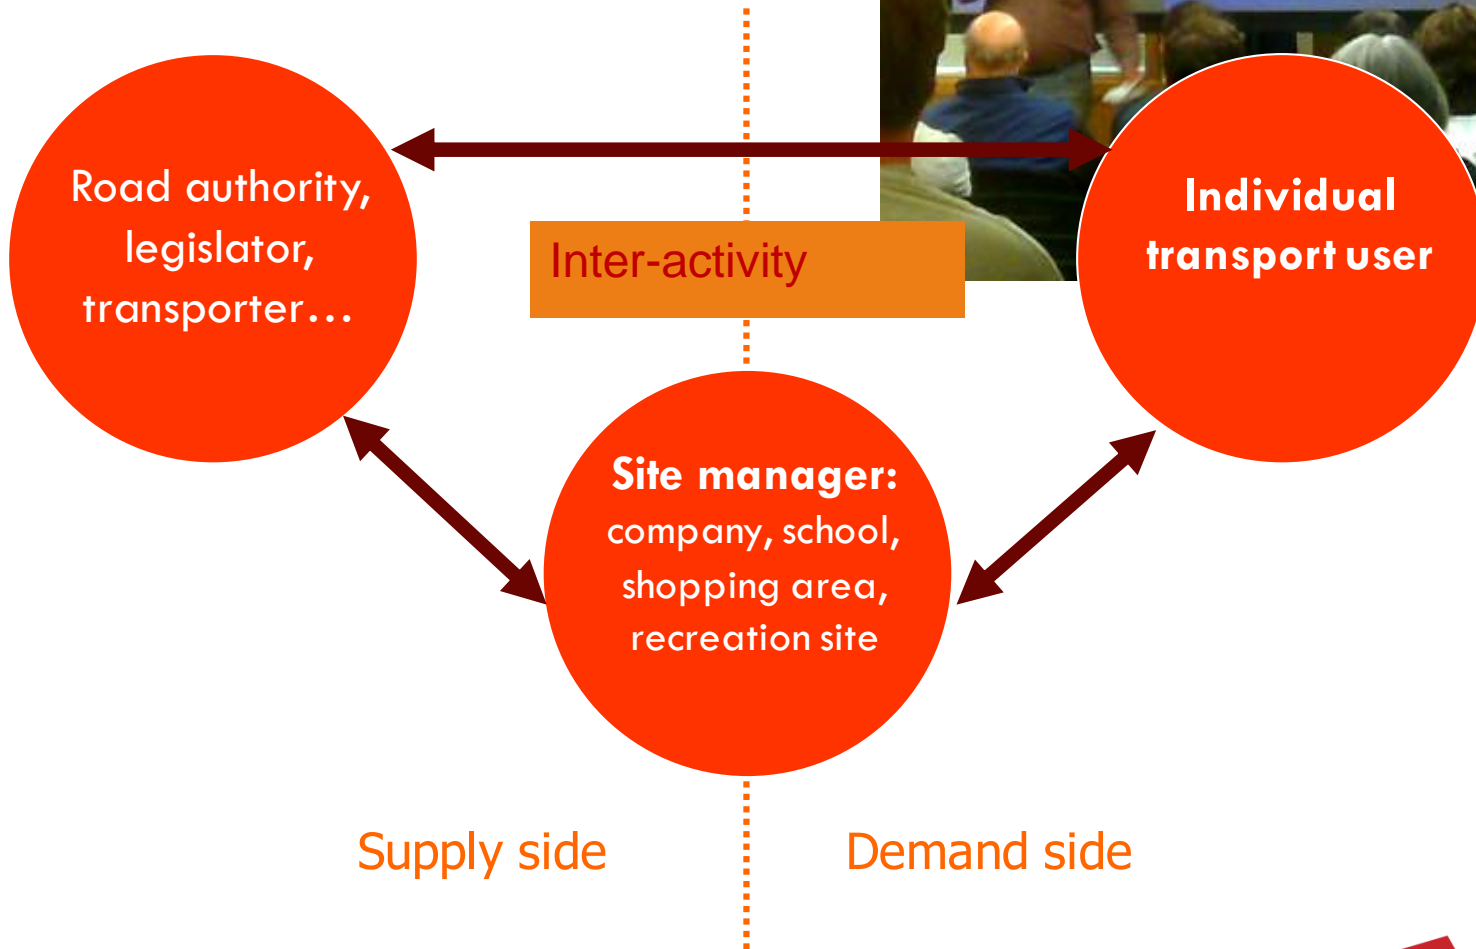 Road authority,
legislator,
transporter…
Inter-activity
Individual
transport user
Site manager:
company, school,
shopping area,
recreation site
Supply side
Demand side